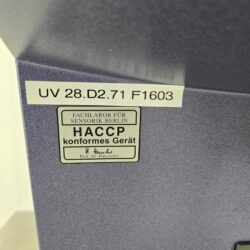 UV 28.D2.71 F1603
FACHLABOR FÜR
SENSORIK BERLIN
HACCP
konformes Gerät